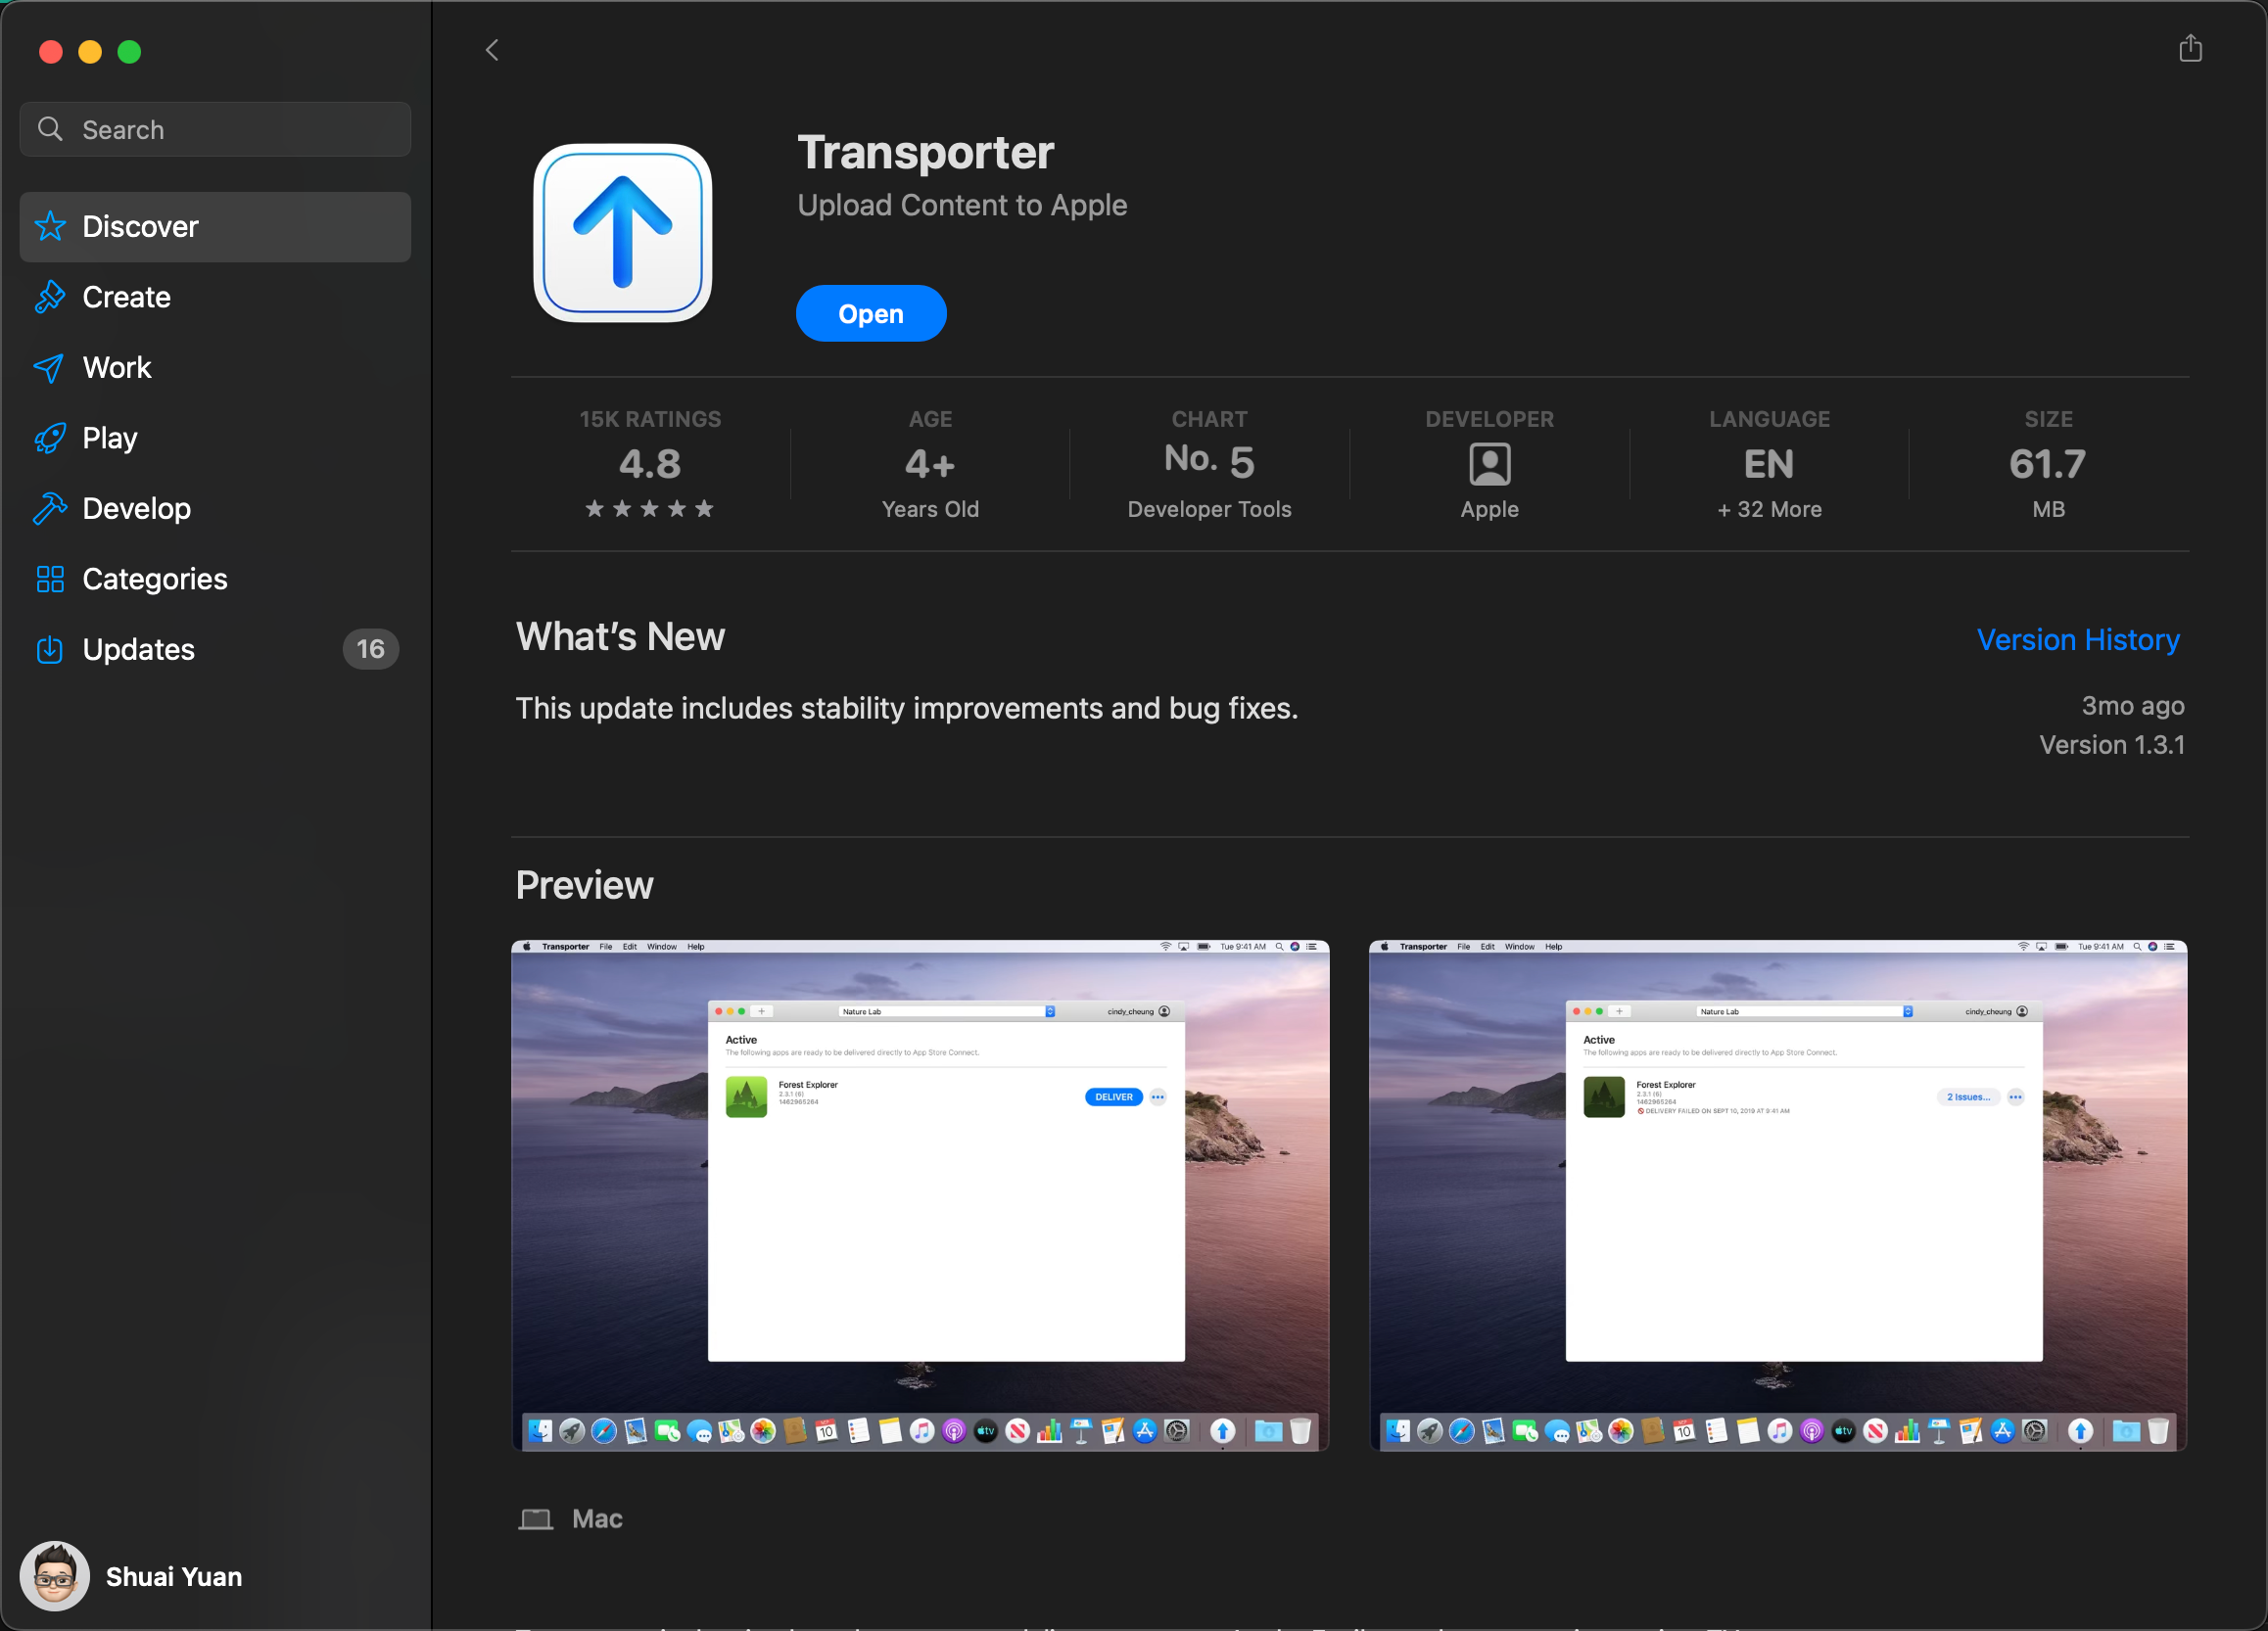 Search
Discover
Create
Work
Play
Develop
Categories
Updates
16
Shuai Yuan
Transporter
Upload Content to Apple
Open
15K RATINGS
4.8
AGE
4+
Years Old
CHART
No. 5
Developer Tools
DEVELOPER
Apple
LANGUAGE
EN
+ 32 More
SIZE
61.7
MB
What's New
Version History
This update includes stability improvements and bug fixes.
3mo ago
Version 1.3.1
Preview
Transporter File Edit Window Help
Tue 9:41 AM
Nature Lab
cindy_cheung
Active
The following apps are ready to be delivered directly to App Store Connect.
Forest Explorer
2.3.1 (6)
1462965264
DELIVER
10
tv
Transporter File Edit Window Help
Tue 9:41 AM
Nature Lab
cindy_cheung
Active
The following apps are ready to be delivered directly to App Store Connect.
Forest Explorer
2.3.1 (6)
1462965264
DELIVERY FAILED ON SEPT 10, 2019 AT 9:41 AM
2 Issues...
10
tv
Mac